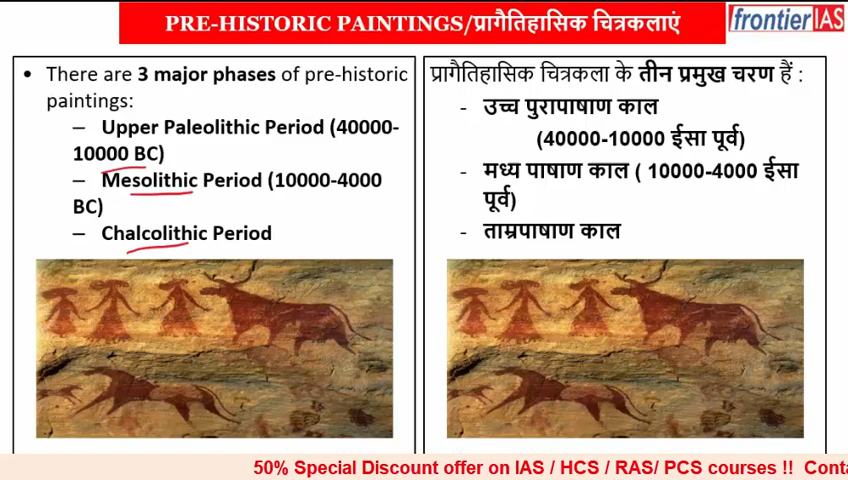 PRE-HISTORIC PAINTINGS/प्रागैतिहासिक चित्रकलाएं
frontierIAS
• There are 3 major phases of pre-historic
paintings:
– Upper Paleolithic Period (40000-
10000 BC)
– Mesolithic Period (10000-4000
BC)
– Chalcolithic Period
प्रागैतिहासिक चित्रकला के तीन प्रमुख चरण हैं :
- उच्च पुरापाषाण काल
(40000-10000 ईसा पूर्व)
- मध्य पाषाण काल ( 10000-4000 ईसा
पूर्व)
- ताम्रपाषाण काल
50% Special Discount offer on IAS / HCS / RAS/ PCS courses !! Conta